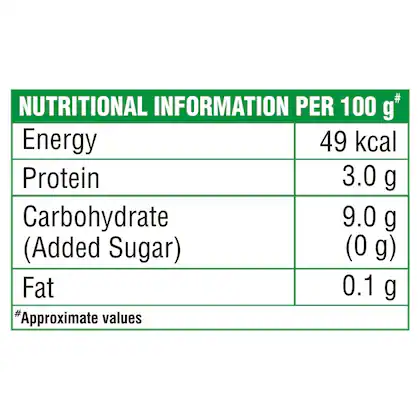 NUTRITIONAL INFORMATION PER 100 g#
Energy 49 kcal
Protein 3.0 g
Carbohydrate 9.0 g
(Added Sugar) (0 g)
Fat 0.1 g
#Approximate values